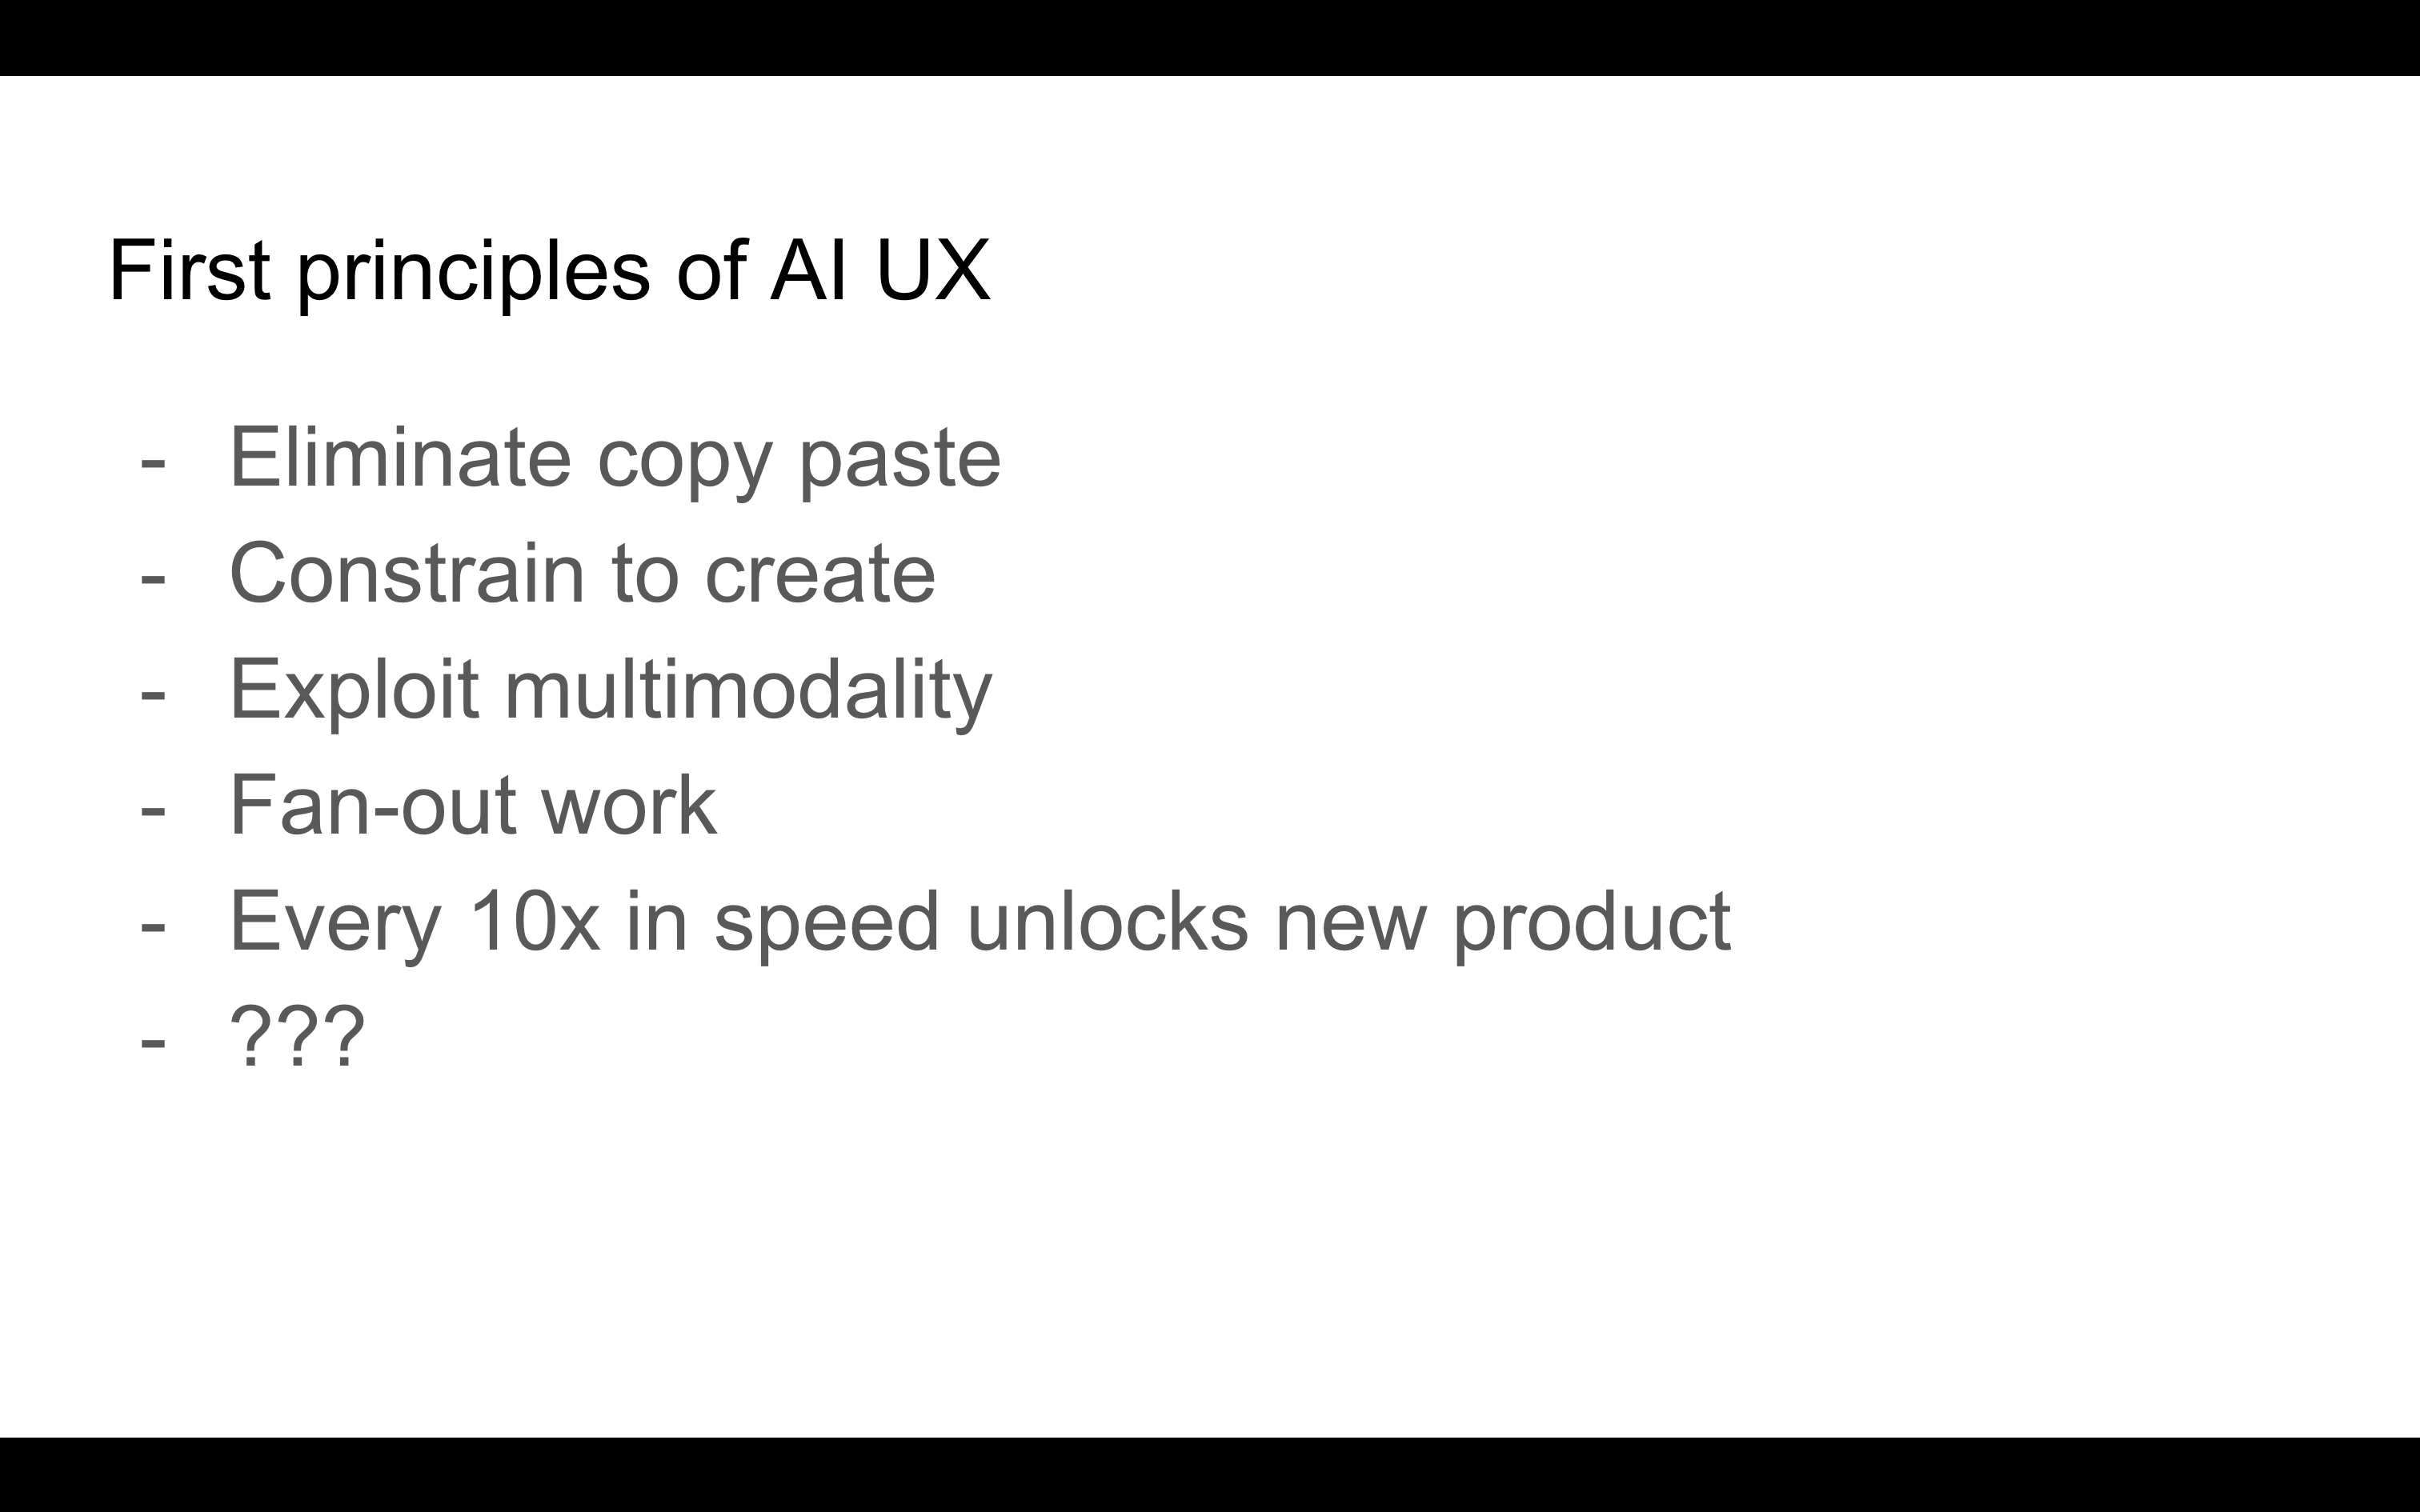 First principles of AI UX
- Eliminate copy paste
- Constrain to create
- Exploit multimodality
- Fan-out work
- Every 10x in speed unlocks new product
- ???